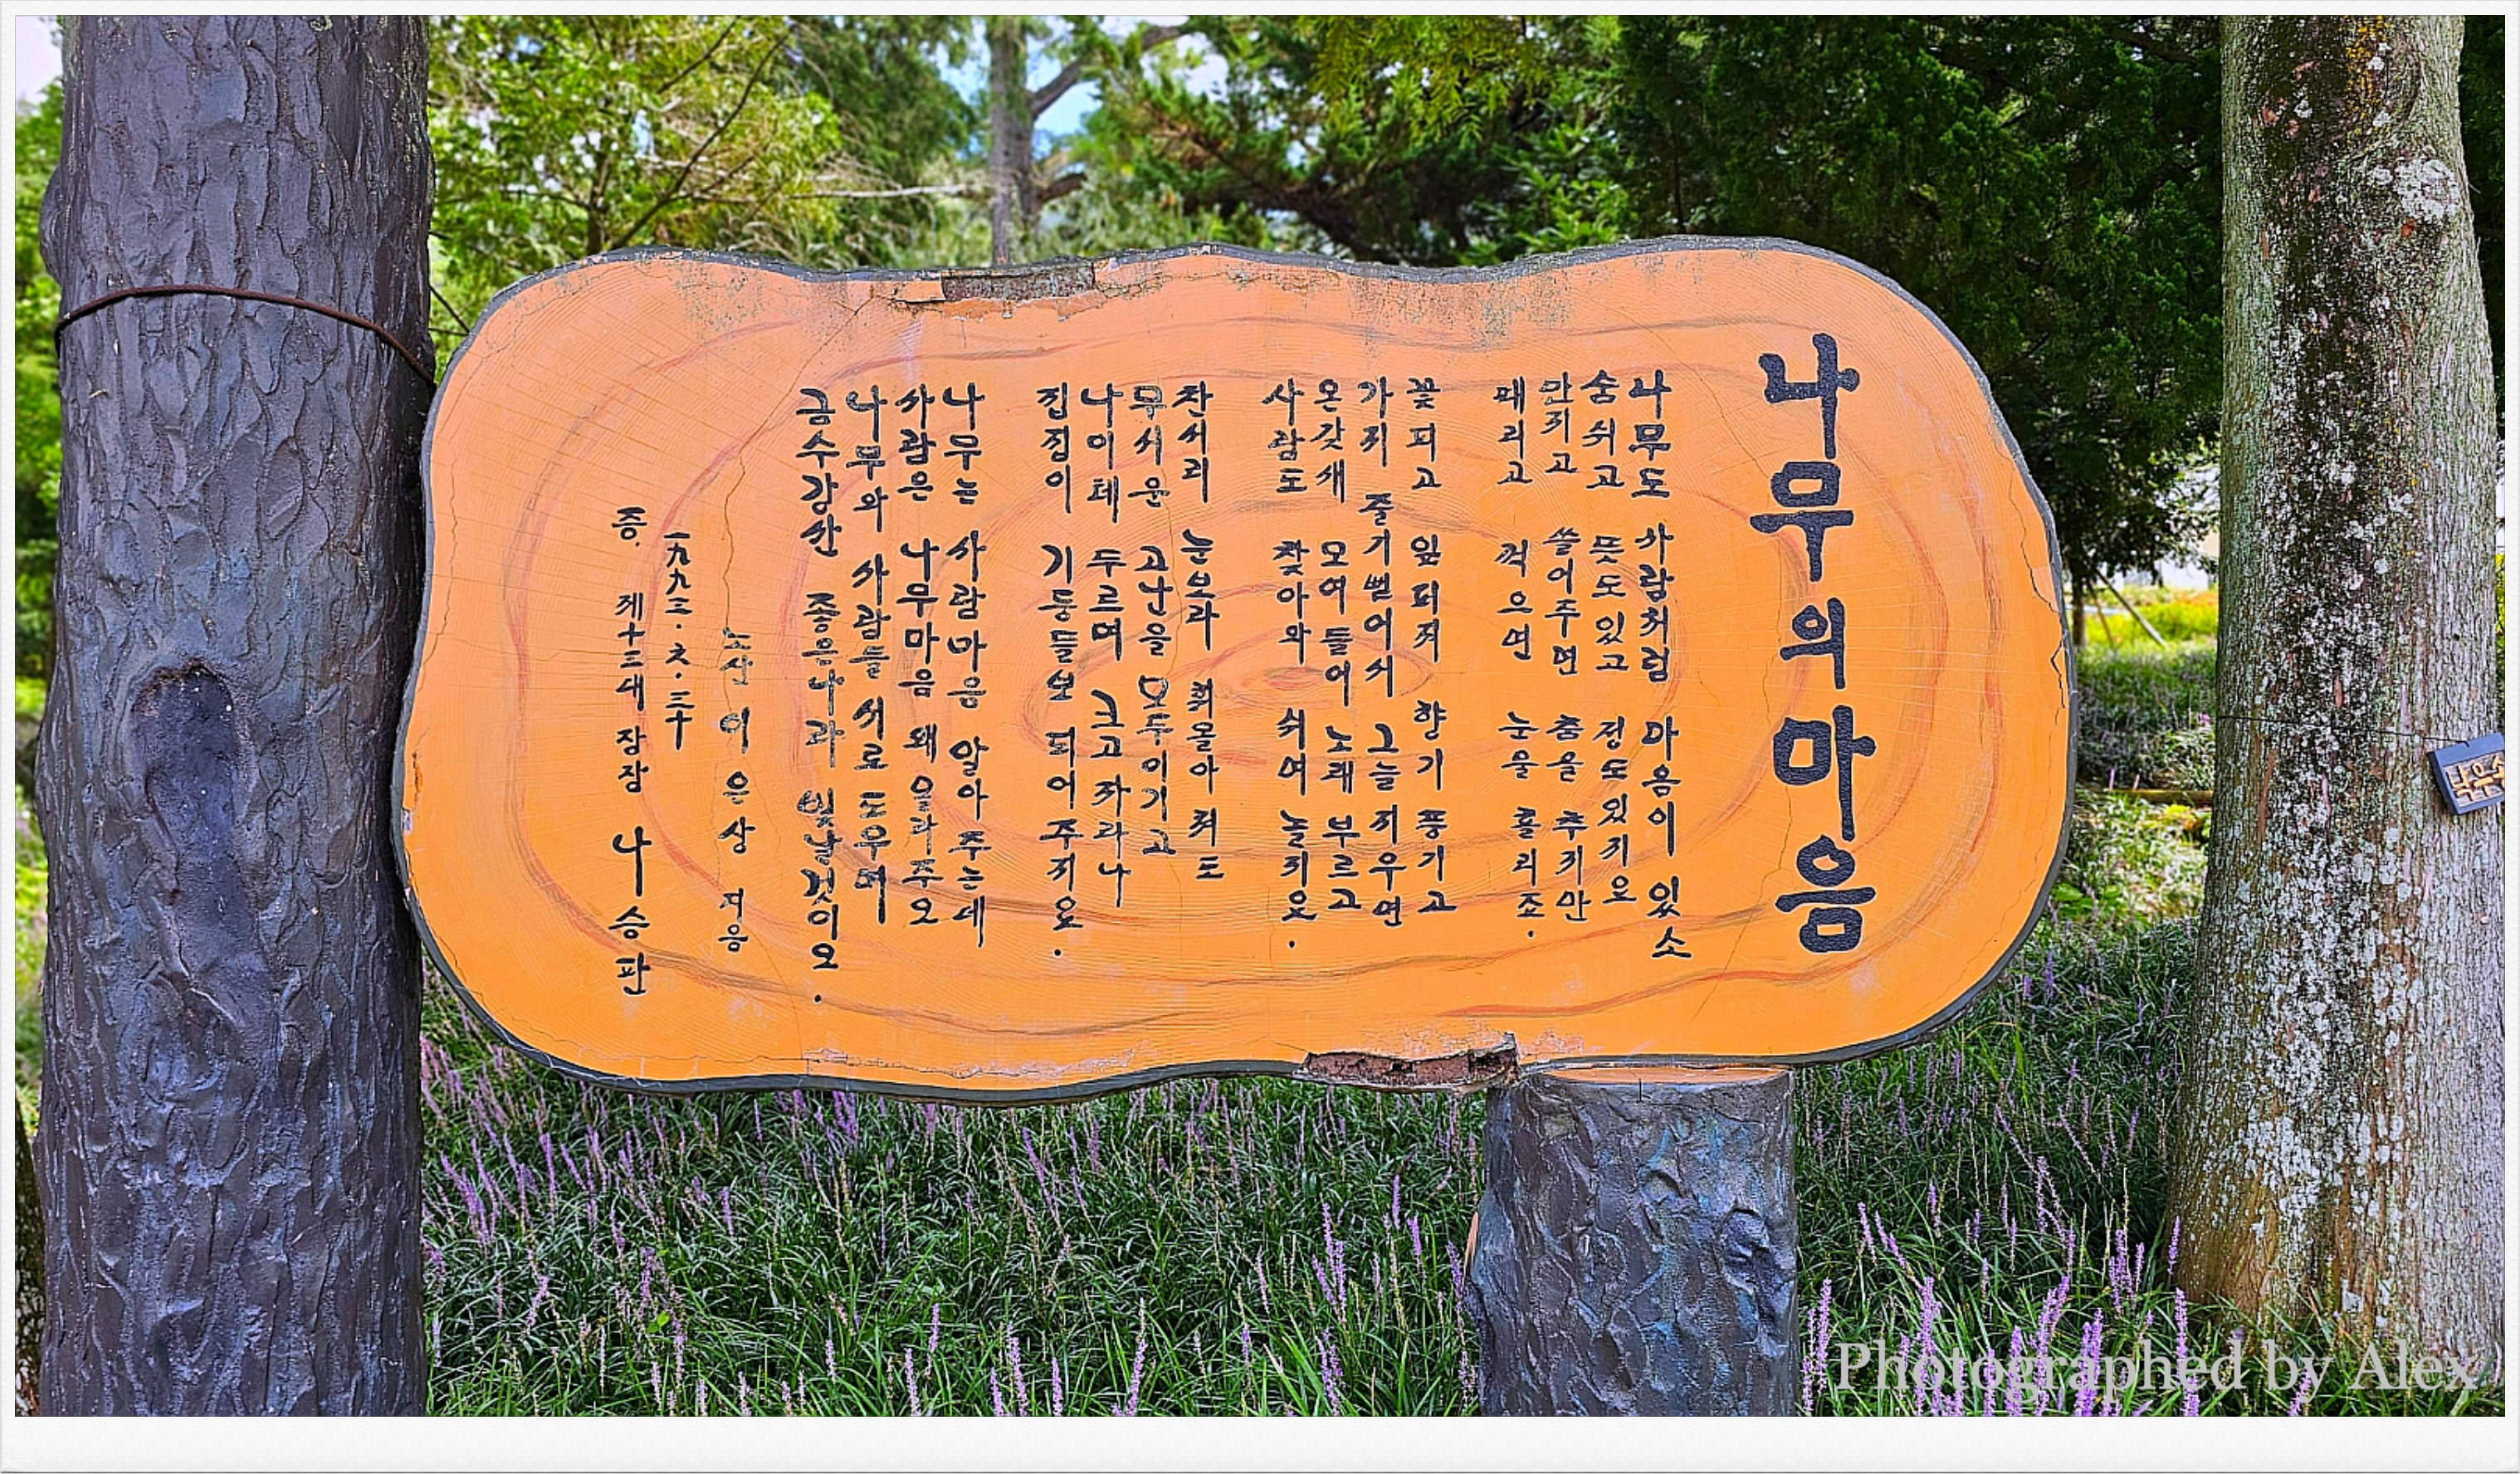 나무의 마음
나무도 사람처럼 마음이 있소
숨쉬고 뜻도있고 정도있지요
만지고 쓸어주면 춤을 추지만
때리고 꺽으면 눈물 흘리죠.
꽃피고 잎퍼져 향기 풍기고
가지 줄기뻗어서 그늘지우면
온갖새 모여들어 노래부르고
사람도 찾아와 쉬며 놀지요.
찬서리 눈보라 휘몰아쳐도
무서운 고난을 모두이기고
나이테 두르며 크고자라나
집집이 기둥들보 되어주지요.
나무는 사람마음 알아주는데
사람은 나무마음 왜 몰라주오
나무와 사람들 서로 도우며
금수강산 좋은나라 빛날것이오.
노산 이은상 지음
一九九三.六.三十
증. 제十三대 장장 나승판
Photographed by Alex